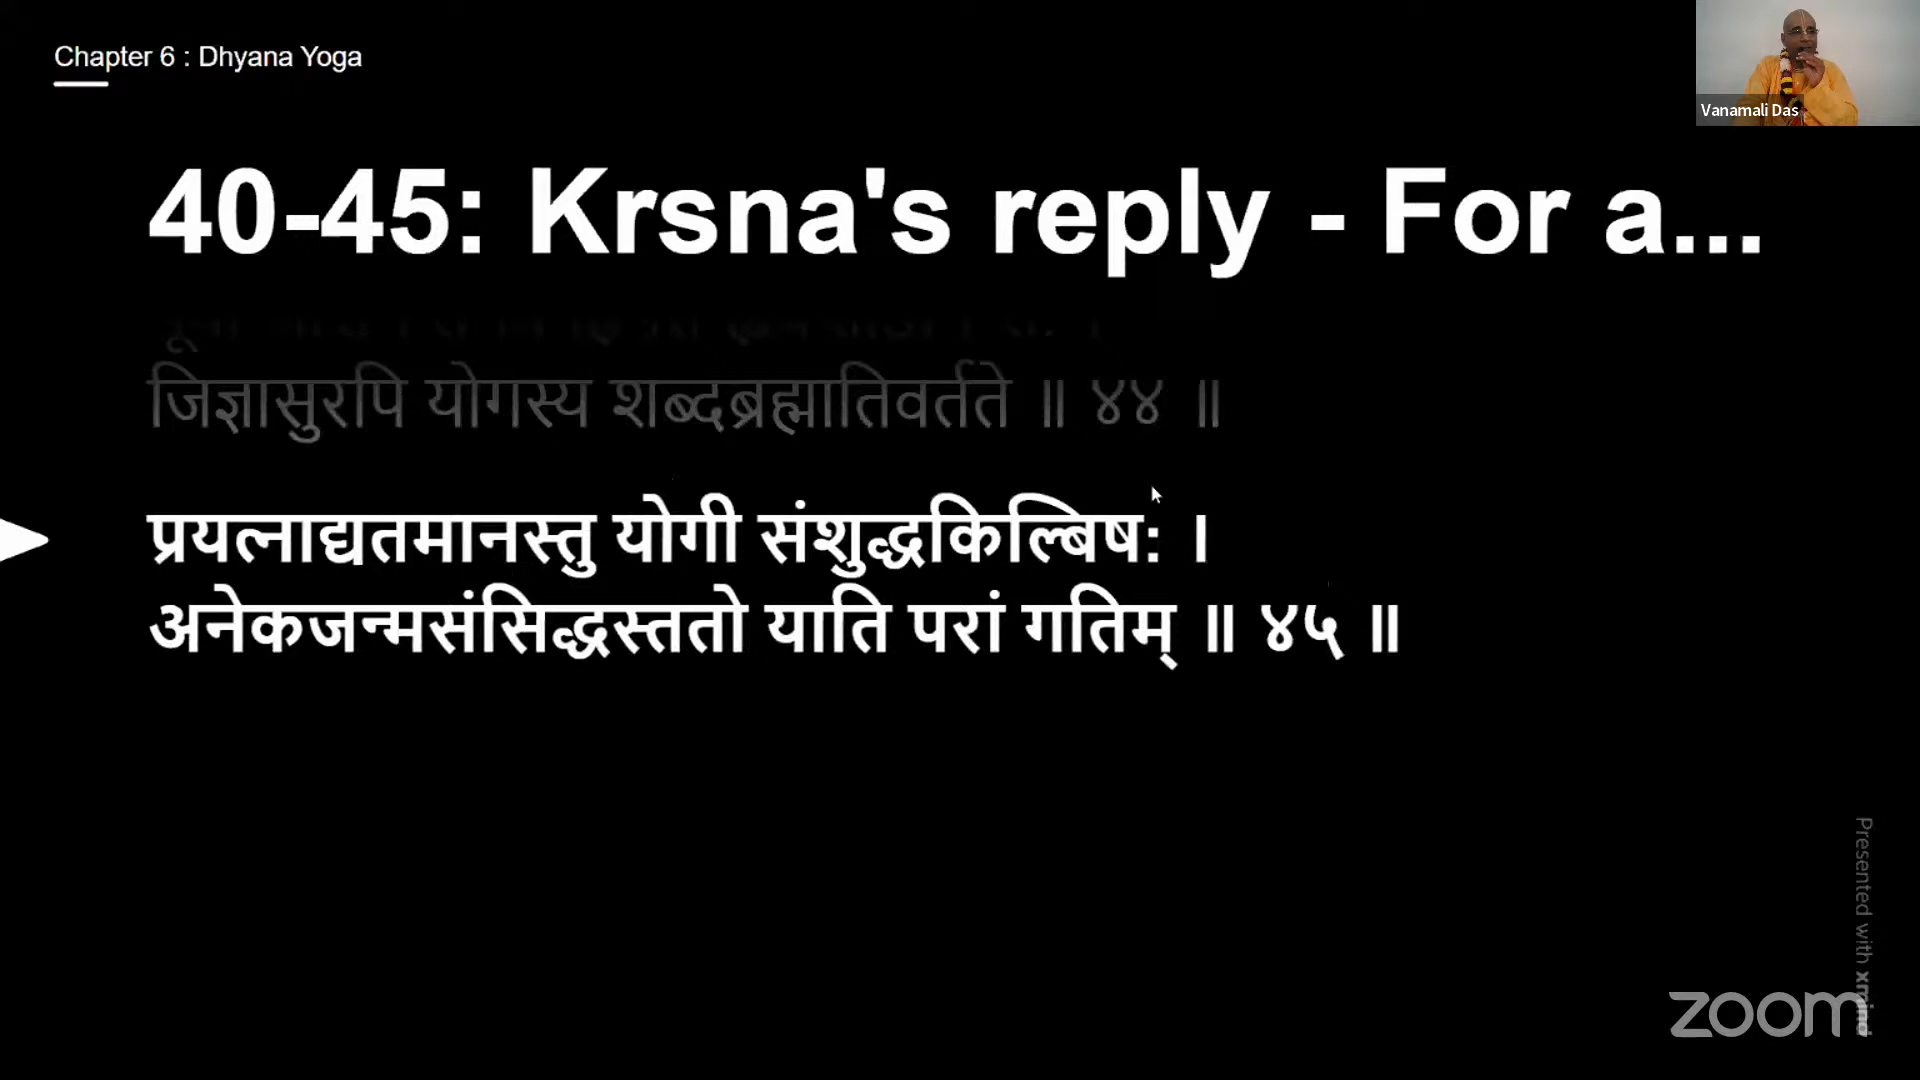 Chapter 6 : Dhyana Yoga
Vanamali Das
40-45: Krsna's reply - For a...
जिज्ञासुरपि योगस्य शब्दब्रह्मातिवर्तते ॥ ४४ ॥
प्रयत्नाद्यतमानस्तु योगी संशुद्धकिल्बिषः ।
अनेकजन्मसंसिद्धस्ततो याति परां गतिम् ॥ ४५ ॥
Presented with xmind
zoom